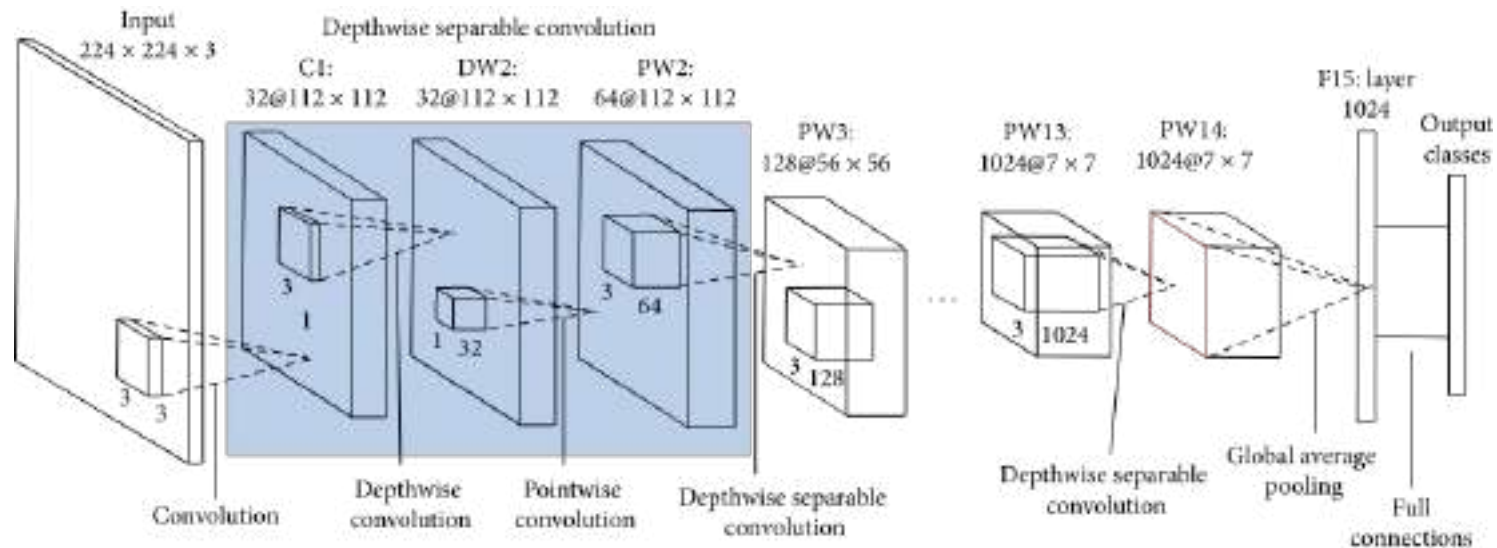 Input
224 × 224 × 3
Depthwise separable convolution
C1:
32@112 × 112
DW2:
32@112 × 112
PW2:
64@112 × 112
PW3:
128@56 × 56
PW13:
1024@7 × 7
PW14:
1024@7 × 7
F15: layer
1024
Output
classes
3
3
3
1
1
32
3
64
3
128
...
3
1024
Convolution
Depthwise
convolution
Pointwise
convolution
Depthwise separable
convolution
Depthwise separable
convolution
Global average
pooling
Full
connections